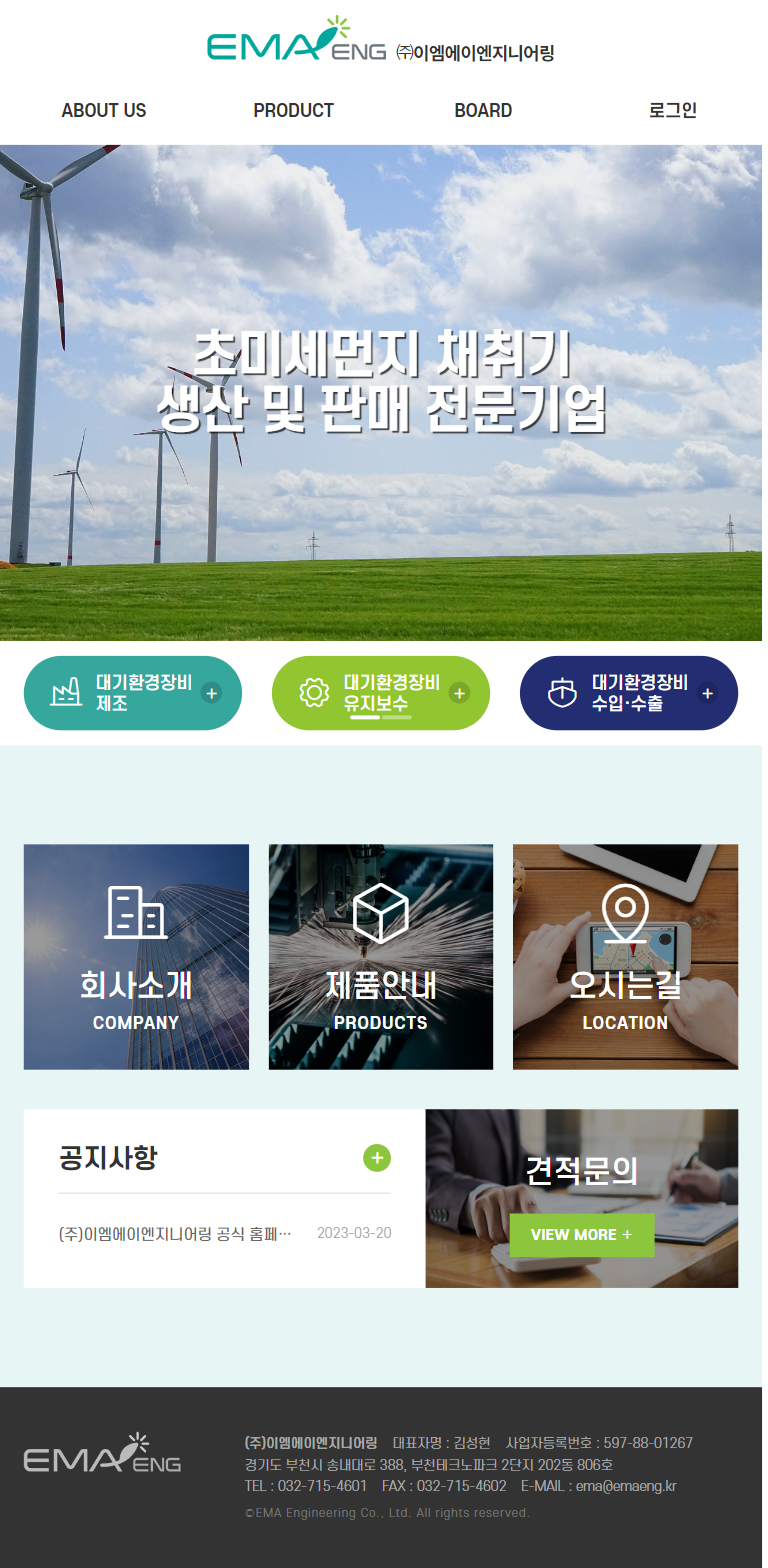 EMA ENG ㈜이엠에이엔지니어링
ABOUT US PRODUCT BOARD 로그인
초미세먼지 채취기
생산 및 판매 전문기업
대기환경장비
제조
대기환경장비
유지보수
대기환경장비
수입·수출
회사소개
COMPANY
제품안내
PRODUCTS
오시는길
LOCATION
공지사항
(주)이엠에이엔지니어링 공식 홈페… 2023-03-20
견적문의
VIEW MORE +
EMA ENG
(주)이엠에이엔지니어링 대표자명 : 김성현 사업자등록번호 : 597-88-01267
경기도 부천시 송내대로 388, 부천테크노파크 2단지 202동 806호
TEL : 032-715-4601 FAX : 032-715-4602 E-MAIL : ema@emaeng.kr
©EMA Engineering Co., Ltd. All rights reserved.